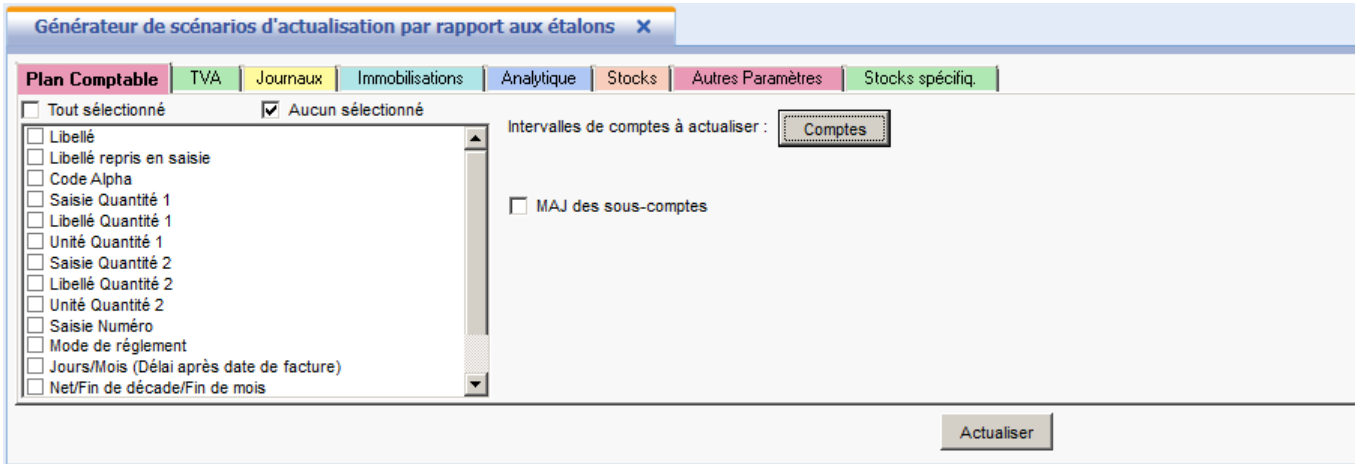 Générateur de scénarios d'actualisation par rapport aux étalons X
Plan Comptable TVA Journaux Immobilisations Analytique Stocks Autres Paramètres Stocks spécifiq.
Tout sélectionné Aucun sélectionné
Libellé
Libellé repris en saisie
Code Alpha
Saisie Quantité 1
Libellé Quantité 1
Unité Quantité 1
Saisie Quantité 2
Libellé Quantité 2
Unité Quantité 2
Saisie Numéro
Mode de réglement
Jours/Mois (Délai après date de facture)
Net/Fin de décade/Fin de mois
Intervalles de comptes à actualiser : Comptes
MAJ des sous-comptes
Actualiser